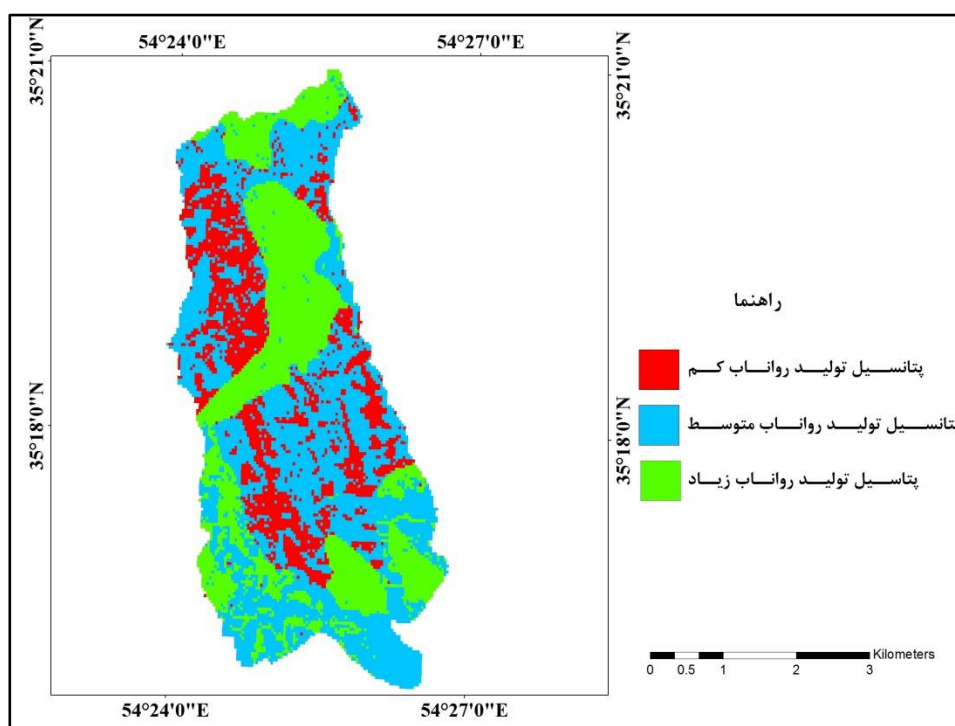 54°24'0"E 54°27'0"E
35°21'0"N
35°21'0"N
راهنما
پتانسیل تولید رواناب کم
پتانسیل تولید رواناب متوسط
پتاسیل تولید رواناب زیاد
35°18'0"N
35°18'0"N
Kilometers
0 0.5 1 2 3
54°24'0"E 54°27'0"E